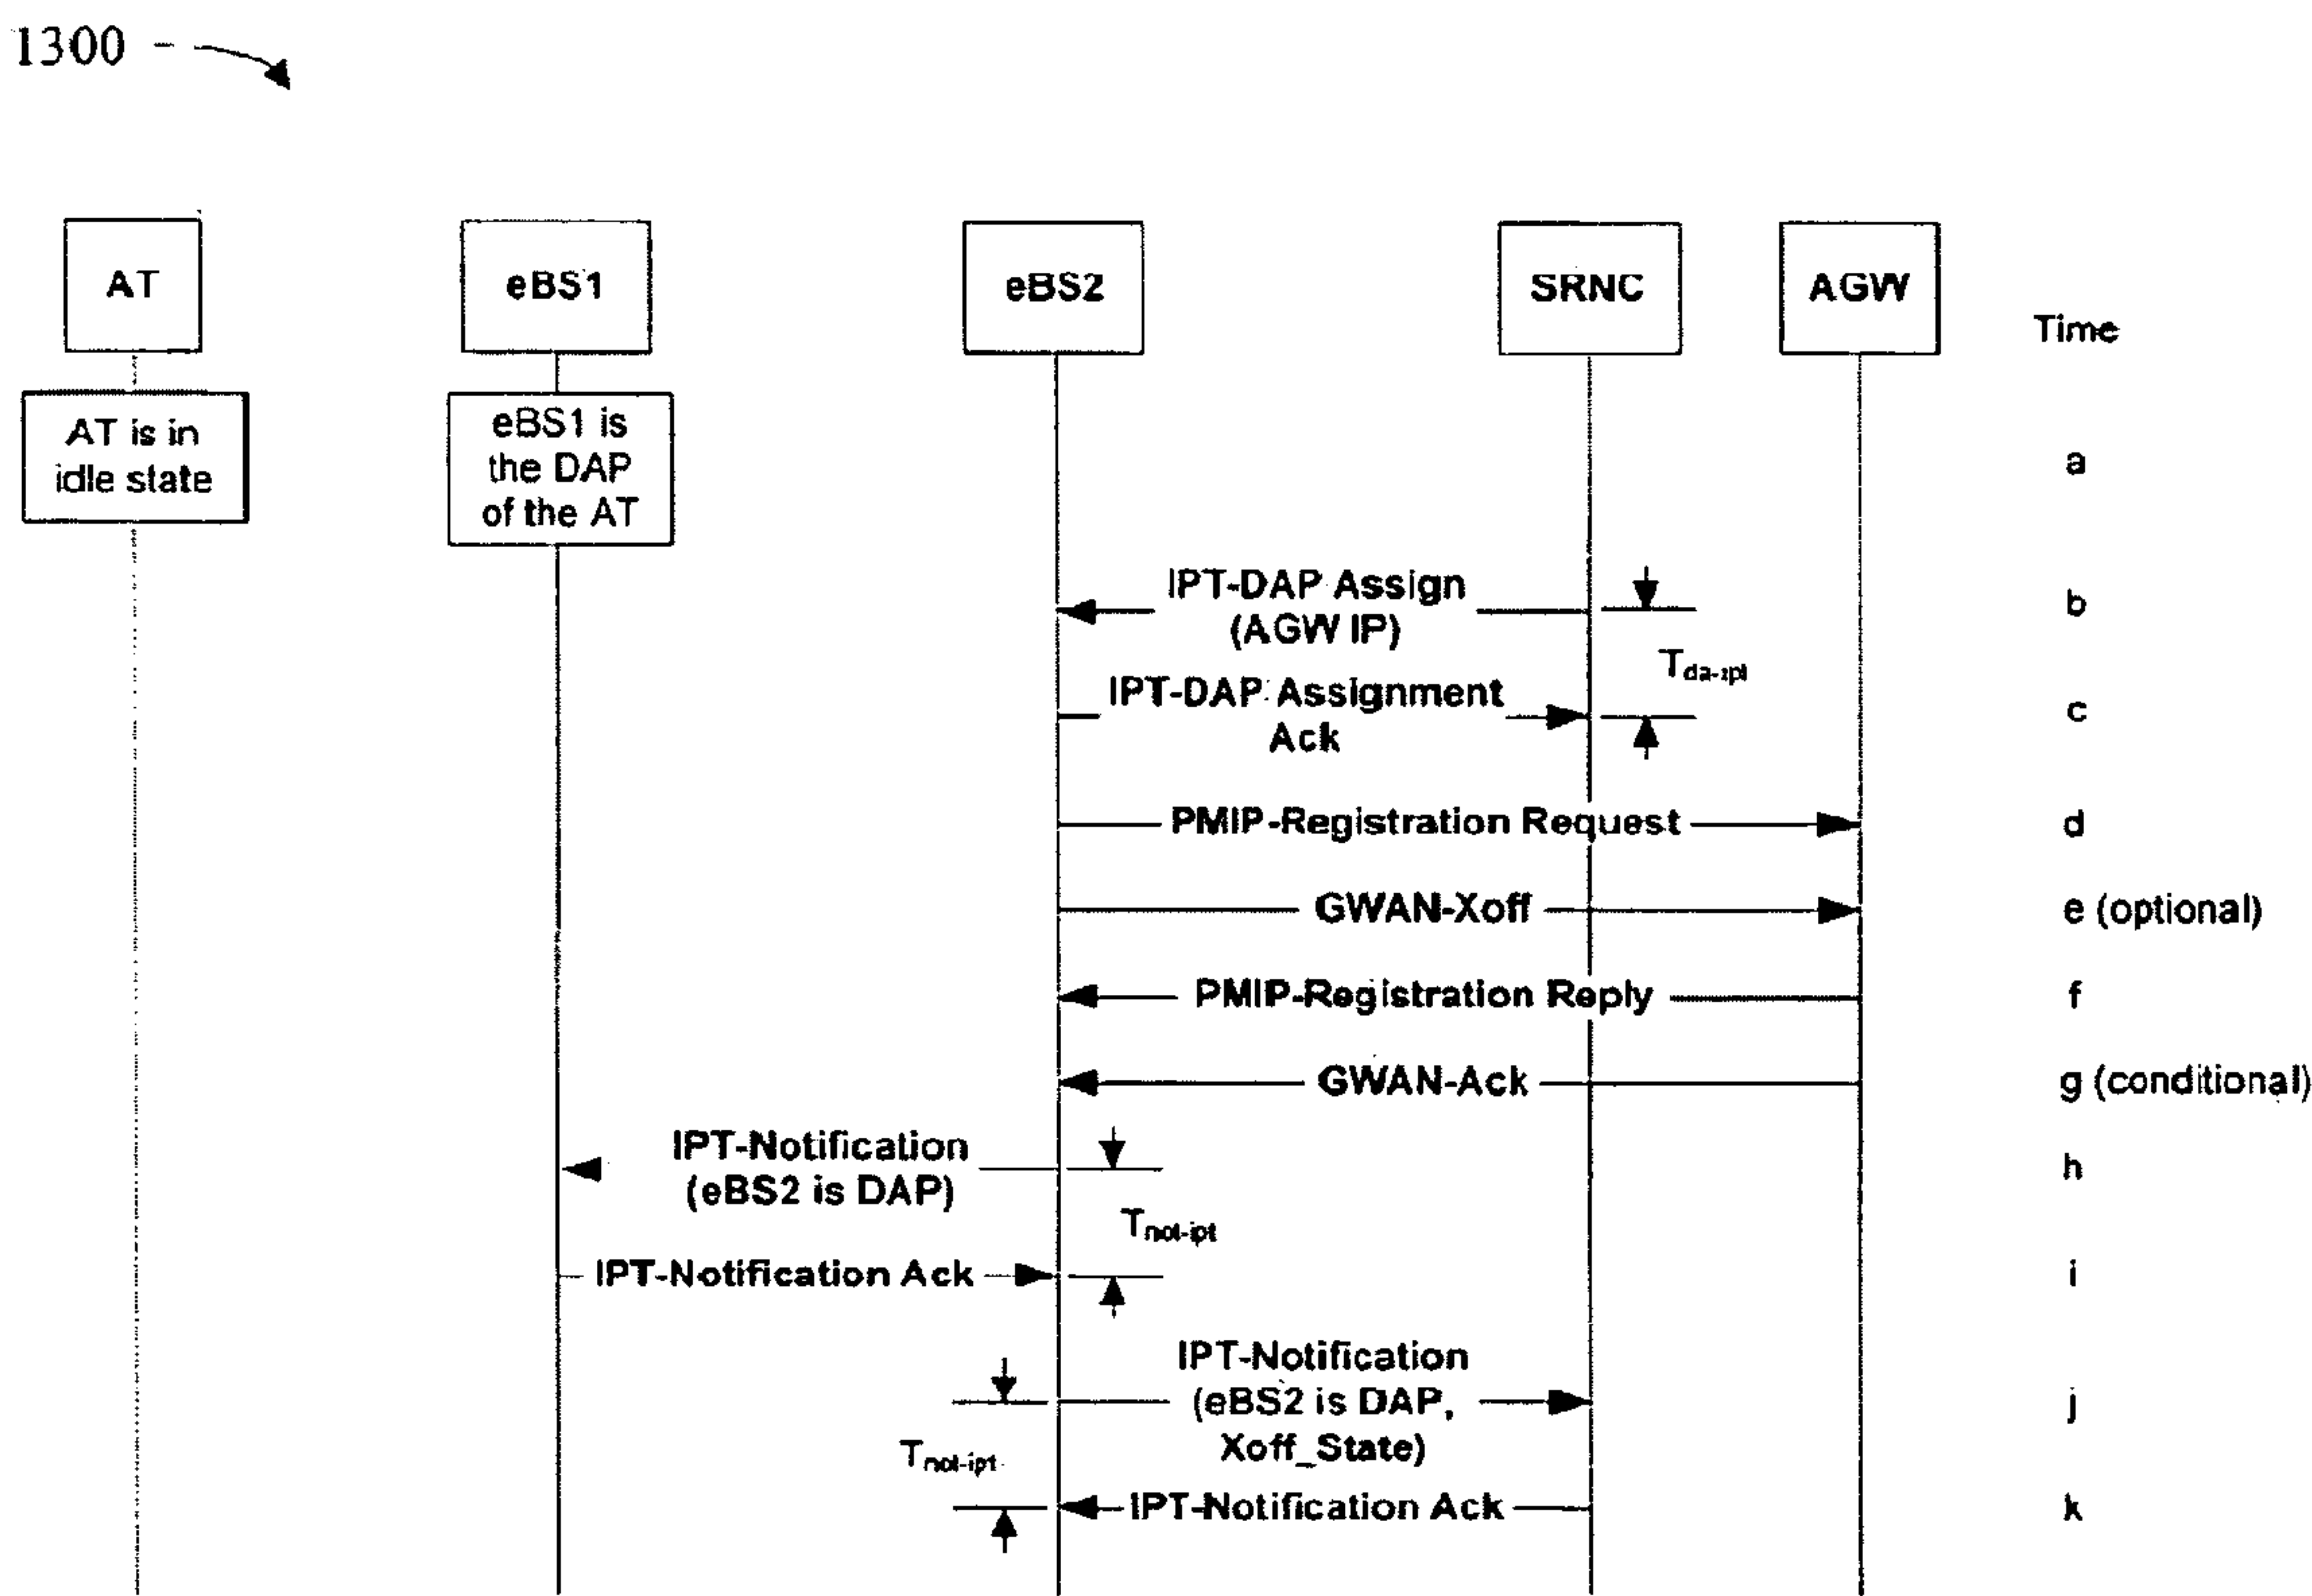 1300
AT
eBS1
eBS2
SRNC
AGW
Time
AT is in
idle state
eBS1 is
the DAP
of the AT
a
IPT-DAP Assign
(AGW IP)
b
T da-ipt
IPT-DAP Assignment
Ack
c
PMIP-Registration Request
d
GWAN-Xoff
e (optional)
PMIP-Registration Reply
f
GWAN-Ack
g (conditional)
IPT-Notification
(eBS2 is DAP)
h
T not-ipt
IPT-Notification Ack
i
IPT-Notification
(eBS2 is DAP,
Xoff_State)
j
T not-ipt
IPT-Notification Ack
k